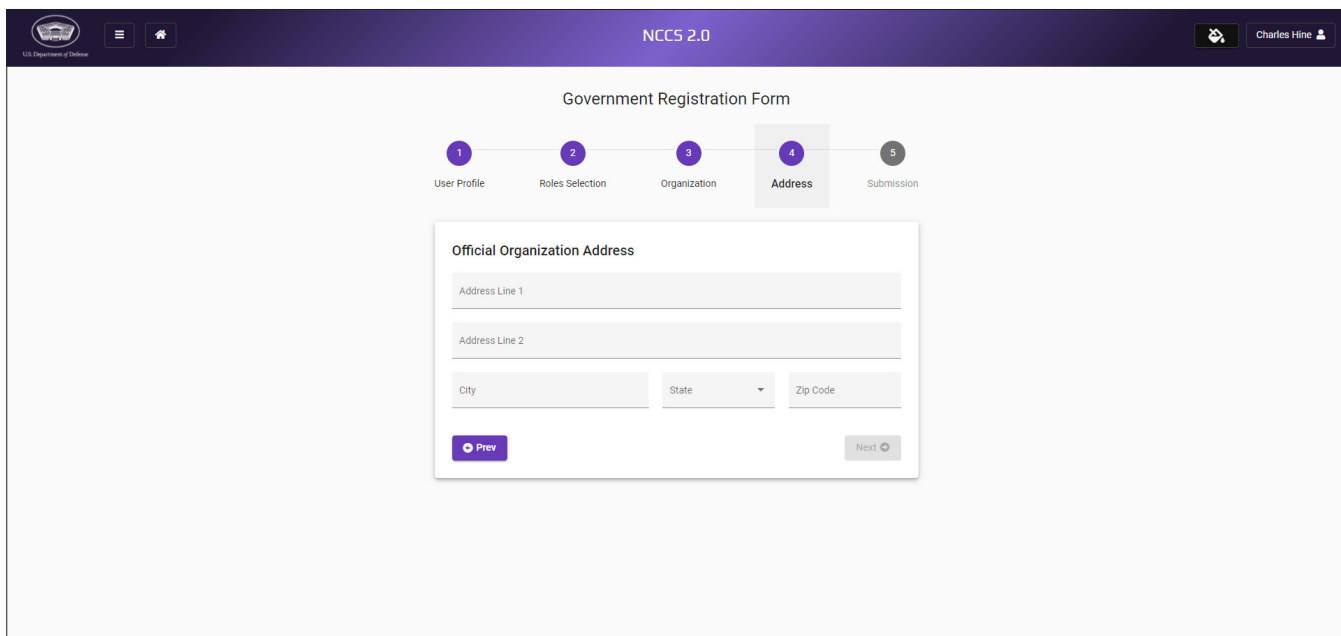 U.S. Department of Defense
NCCS 2.0
Charles Hine
Government Registration Form
1 2 3 4 5
User Profile Roles Selection Organization Address Submission
Official Organization Address
Address Line 1
Address Line 2
City State Zip Code
Prev Next